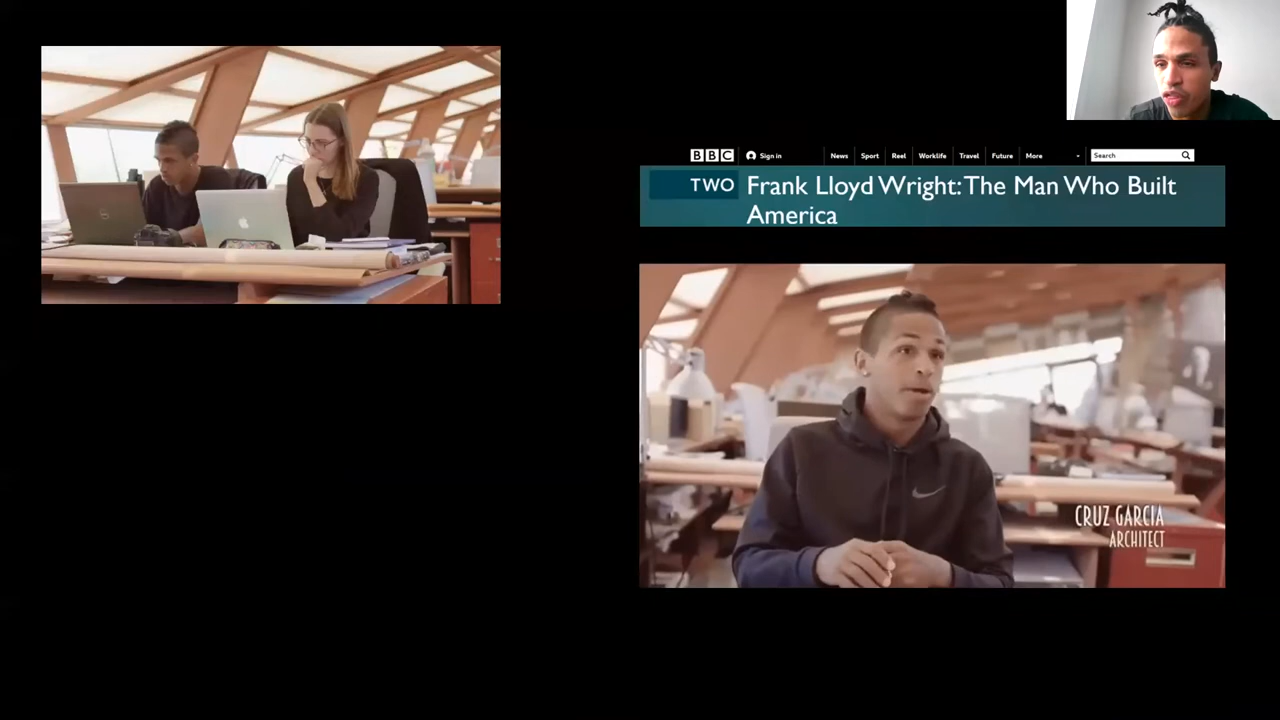 BBC Sign in News Sport Reel Worklife Travel Future More Search
TWO Frank Lloyd Wright: The Man Who Built
America
CRUZ GARCIA
ARCHITECT